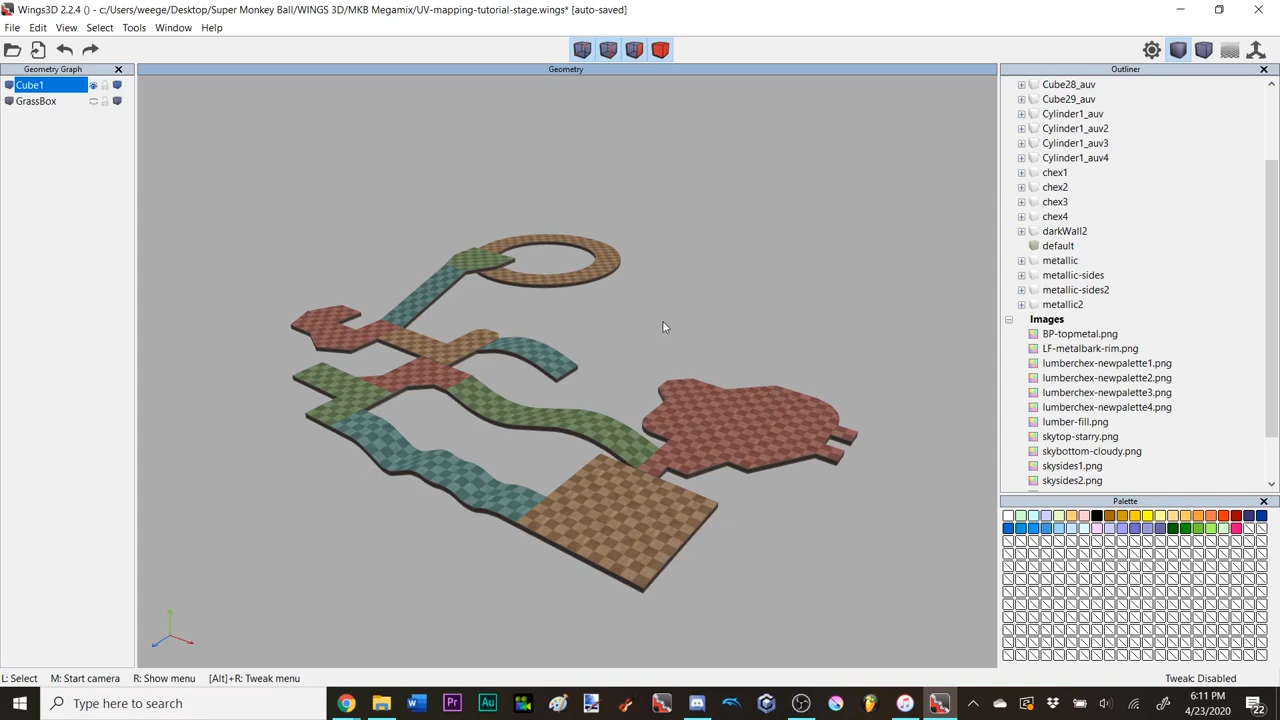 Wings3D 2.2.4 () - c:/Users/weege/Desktop/Super Monkey Ball/WINGS 3D/MKB Megamix/UV-mapping-tutorial-stage.wings* [auto-saved]
File Edit View Select Tools Window Help
Geometry Graph
Geometry
Outliner
Cube1
GrassBox
Cube28_auv
Cube29_auv
Cylinder1_auv
Cylinder1_auv2
Cylinder1_auv3
Cylinder1_auv4
chex1
chex2
chex3
chex4
darkWall2
default
metallic
metallic-sides
metallic-sides2
metallic2
Images
BP-topmetal.png
LF-metalbark-rim.png
lumberchex-newpalette1.png
lumberchex-newpalette2.png
lumberchex-newpalette3.png
lumberchex-newpalette4.png
lumber-fill.png
skytop-starry.png
skybottom-cloudy.png
skysides1.png
skysides2.png
Palette
L: Select M: Start camera R: Show menu [Alt]+R: Tweak menu
Tweak: Disabled
Type here to search
W
Pr
Au
6:11 PM
4/23/2020
22